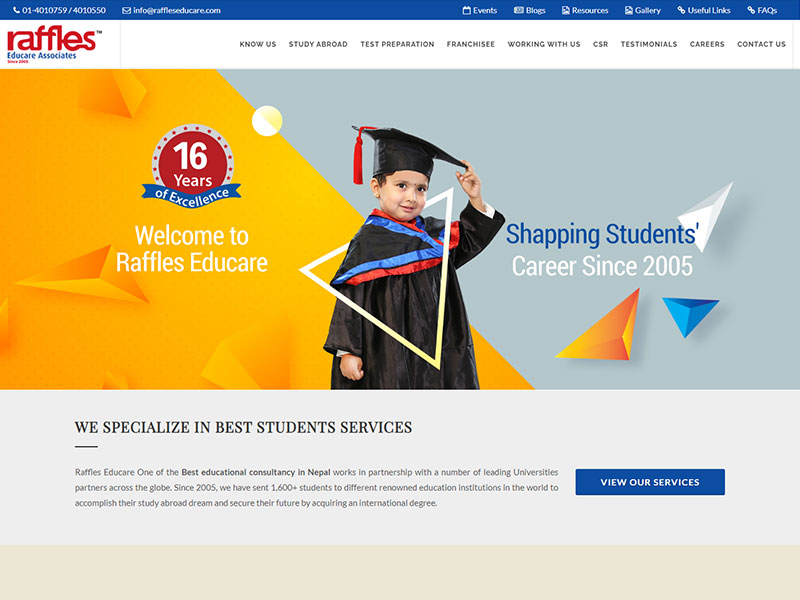 01-4010759 / 4010550 info@raffleseducare.com Events Blogs Resources Gallery Useful Links FAQs
raffles™
Educare Associates
Since 2005
KNOW US STUDY ABROAD TEST PREPARATION FRANCHISEE WORKING WITH US CSR TESTIMONIALS CAREERS CONTACT US
16
Years
of Excellence
Welcome to
Raffles Educare
Shapping Students'
Career Since 2005
WE SPECIALIZE IN BEST STUDENTS SERVICES
Raffles Educare One of the Best educational consultancy in Nepal works in partnership with a number of leading Universities
partners across the globe. Since 2005, we have sent 1,600+ students to different renowned education institutions in the world to
accomplish their study abroad dream and secure their future by acquiring an international degree.
VIEW OUR SERVICES